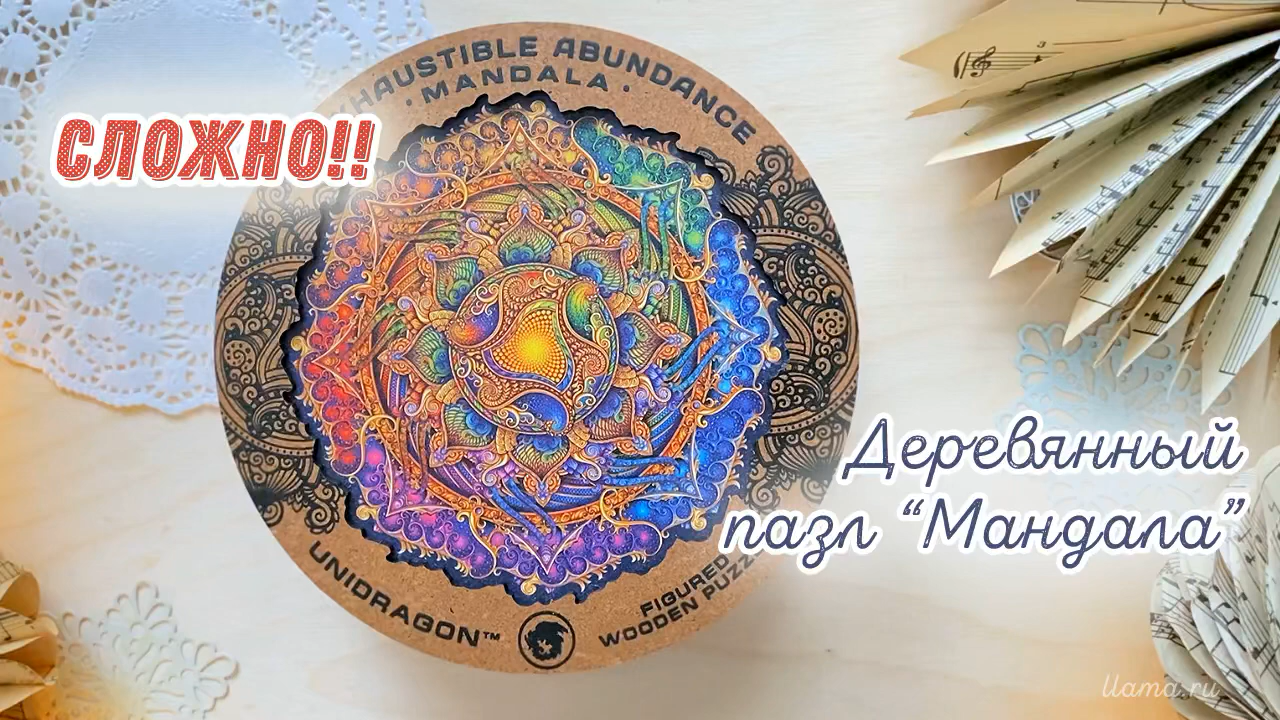 HAUSTIBLE ABUNDANCE
· MANDALA ·
СЛОЖНО!!
Деревянный
пазл “Мандала”
UNIDRAGON™
FIGURED
WOODEN PUZZ
llama.ru